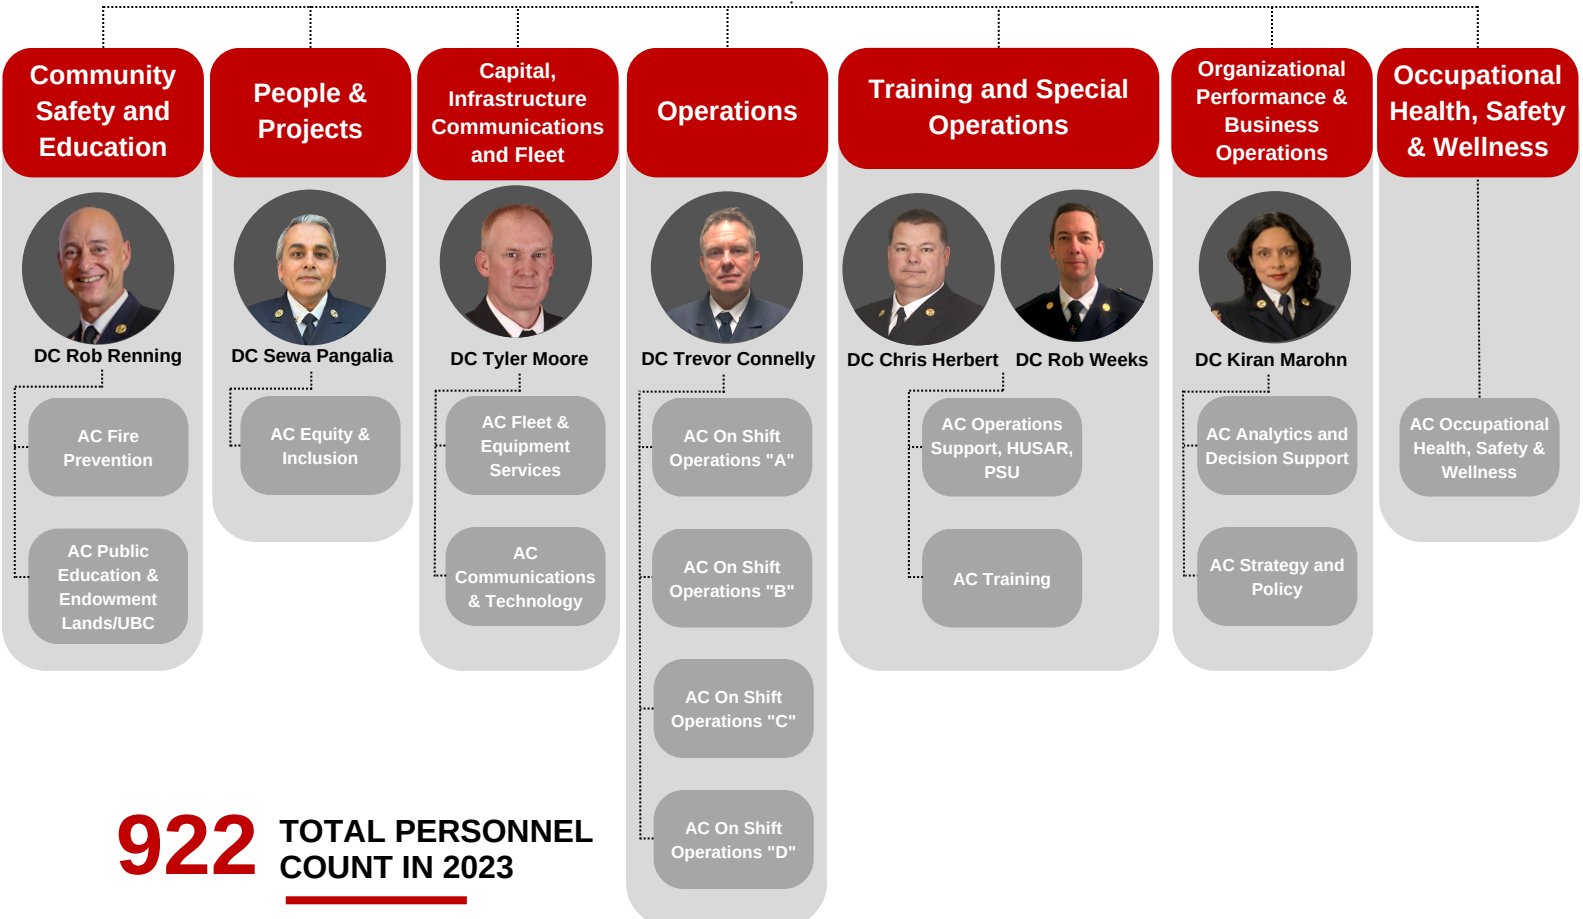 Community
Safety and
Education
People &
Projects
Capital,
Infrastructure
Communications
and Fleet
Operations
Training and Special
Operations
Organizational
Performance &
Business
Operations
Occupational
Health, Safety
& Wellness
DC Rob Renning
DC Sewa Pangalia
DC Tyler Moore
DC Trevor Connelly
DC Chris Herbert
DC Rob Weeks
DC Kiran Marohn
AC Fire
Prevention
AC Equity &
Inclusion
AC Fleet &
Equipment
Services
AC On Shift
Operations "A"
AC Operations
Support, HUSAR,
PSU
AC Analytics and
Decision Support
AC Occupational
Health, Safety &
Wellness
AC Public
Education &
Endowment
Lands/UBC
AC
Communications
& Technology
AC On Shift
Operations "B"
AC Training
AC Strategy and
Policy
AC On Shift
Operations "C"
AC On Shift
Operations "D"
922
TOTAL PERSONNEL
COUNT IN 2023